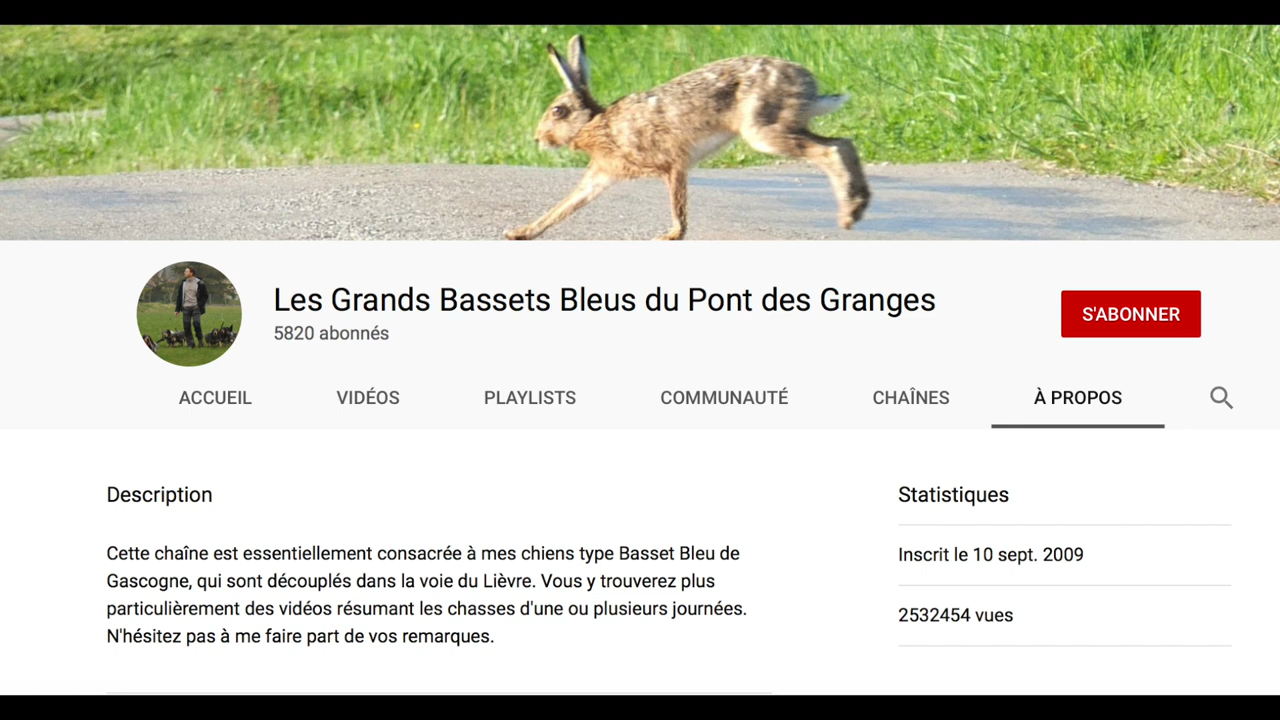 Les Grands Bassets Bleus du Pont des Granges
5820 abonnés
S'ABONNER
ACCUEIL
VIDÉOS
PLAYLISTS
COMMUNAUTÉ
CHAÎNES
À PROPOS
Description
Cette chaîne est essentiellement consacrée à mes chiens type Basset Bleu de
Gascogne, qui sont découplés dans la voie du Lièvre. Vous y trouverez plus
particulièrement des vidéos résumant les chasses d'une ou plusieurs journées.
N'hésitez pas à me faire part de vos remarques.
Statistiques
Inscrit le 10 sept. 2009
2532454 vues